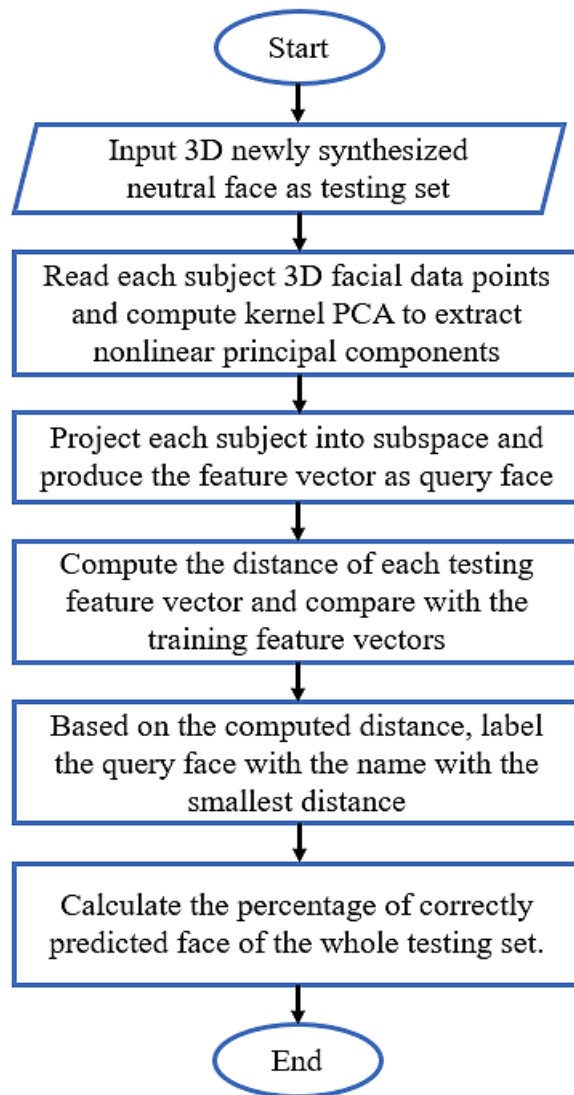 Start
Input 3D newly synthesized
neutral face as testing set
Read each subject 3D facial data points
and compute kernel PCA to extract
nonlinear principal components
Project each subject into subspace and
produce the feature vector as query face
Compute the distance of each testing
feature vector and compare with the
training feature vectors
Based on the computed distance, label
the query face with the name with the
smallest distance
Calculate the percentage of correctly
predicted face of the whole testing set.
End